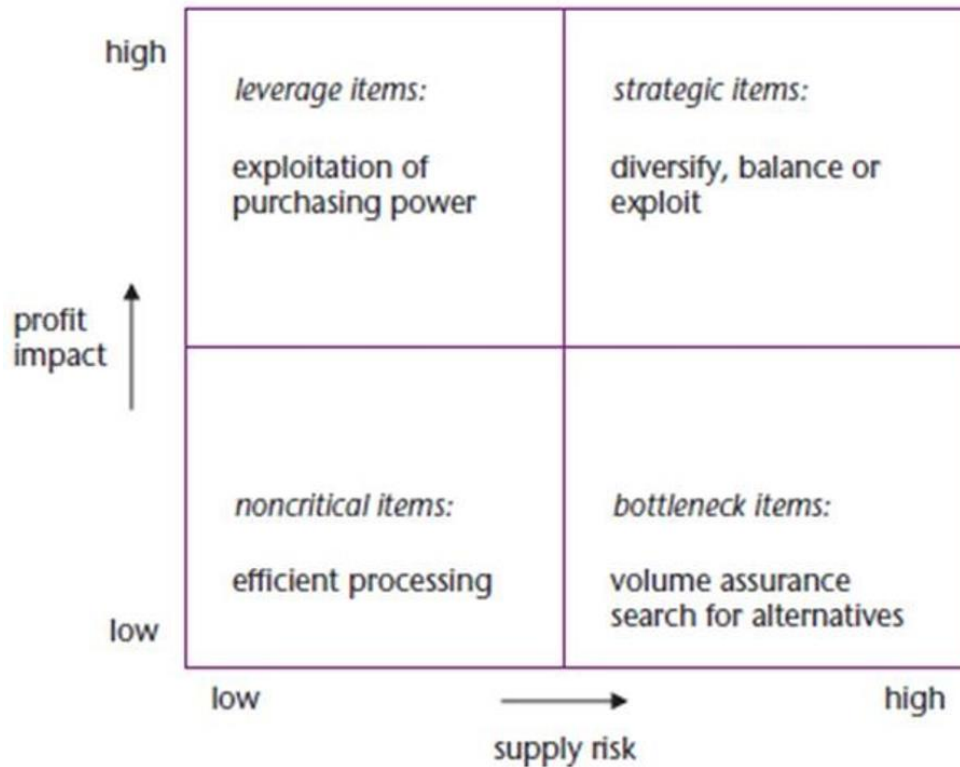 high
leverage items:
exploitation of
purchasing power
strategic items:
diversify, balance or
exploit
profit
impact
noncritical items:
efficient processing
bottleneck items:
volume assurance
search for alternatives
low
low
high
supply risk